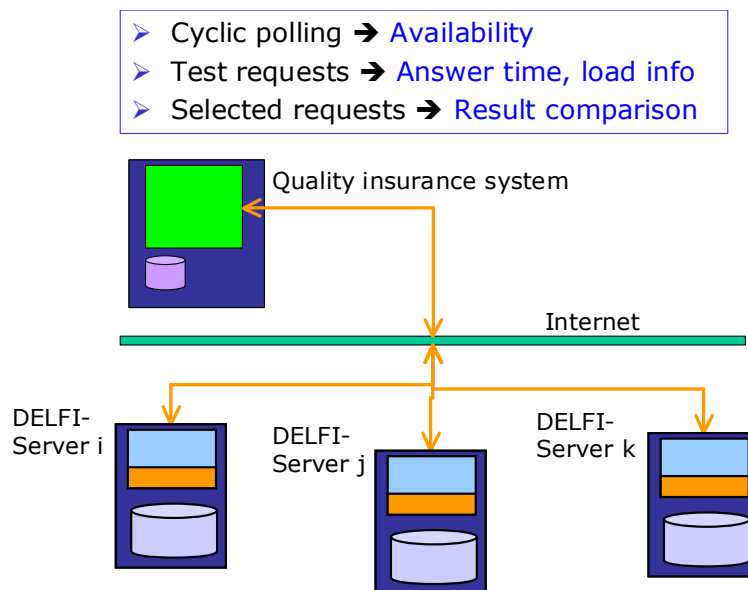 ➢ Cyclic polling ➔ Availability
➢ Test requests ➔ Answer time, load info
➢ Selected requests ➔ Result comparison
Quality insurance system
Internet
DELFI-
Server i
DELFI-
Server j
DELFI-
Server k